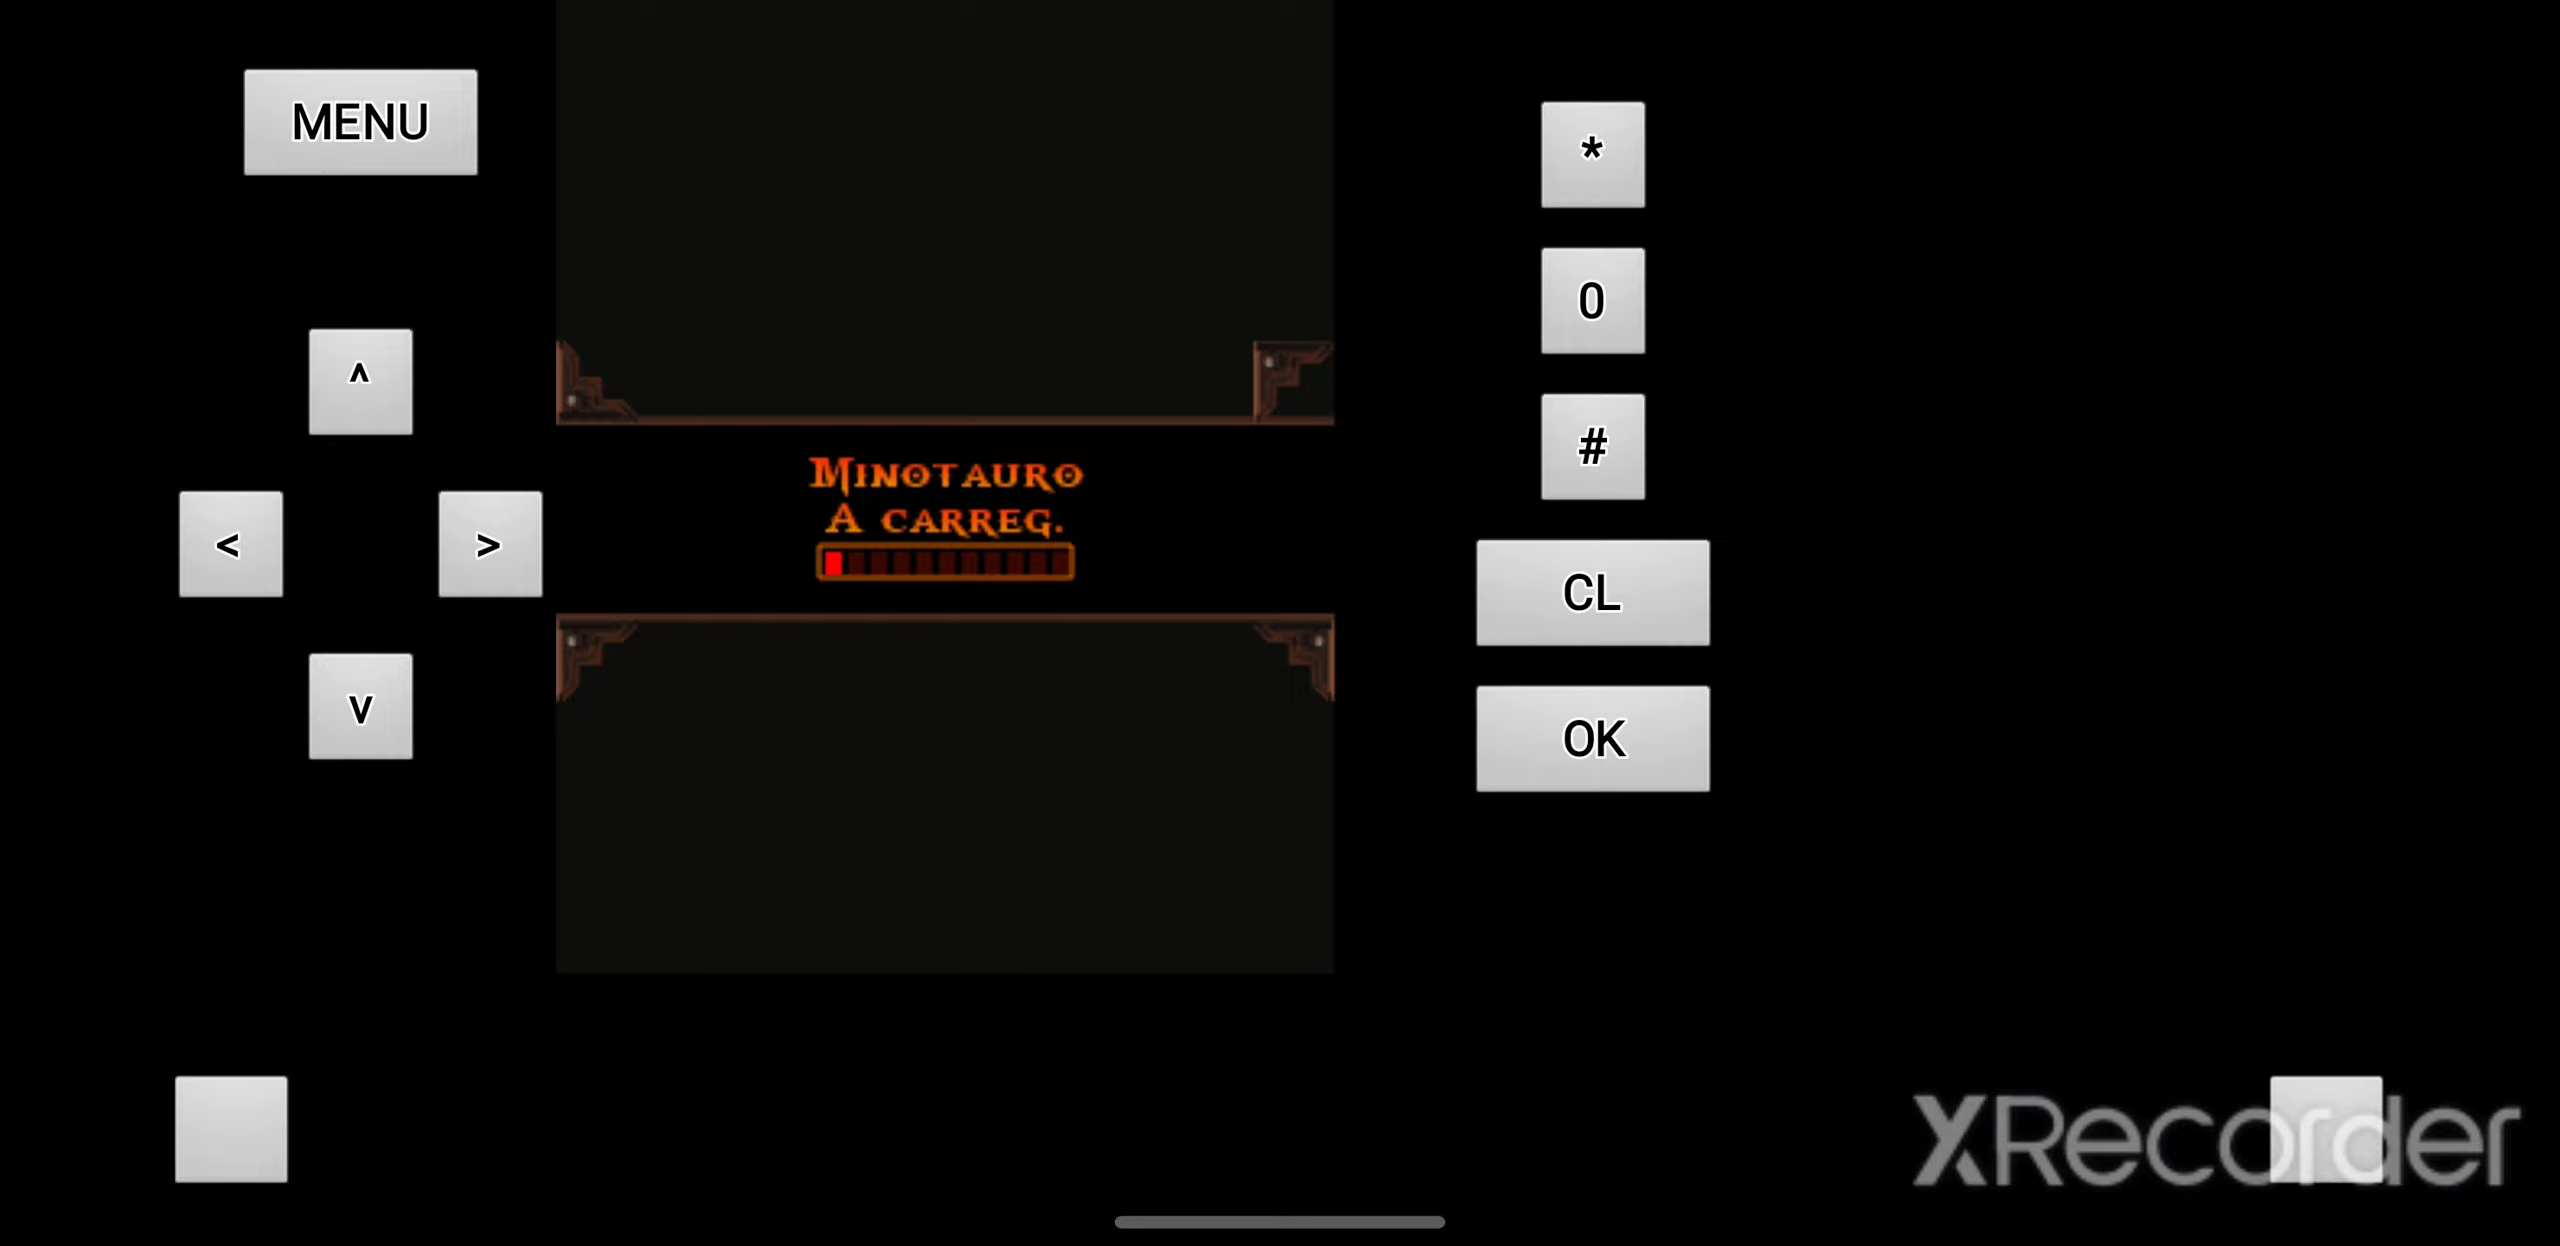 MENU
*
0
^
#
MINOTAURO
A CARREG.
<
>
CL
v
OK
XRecorder